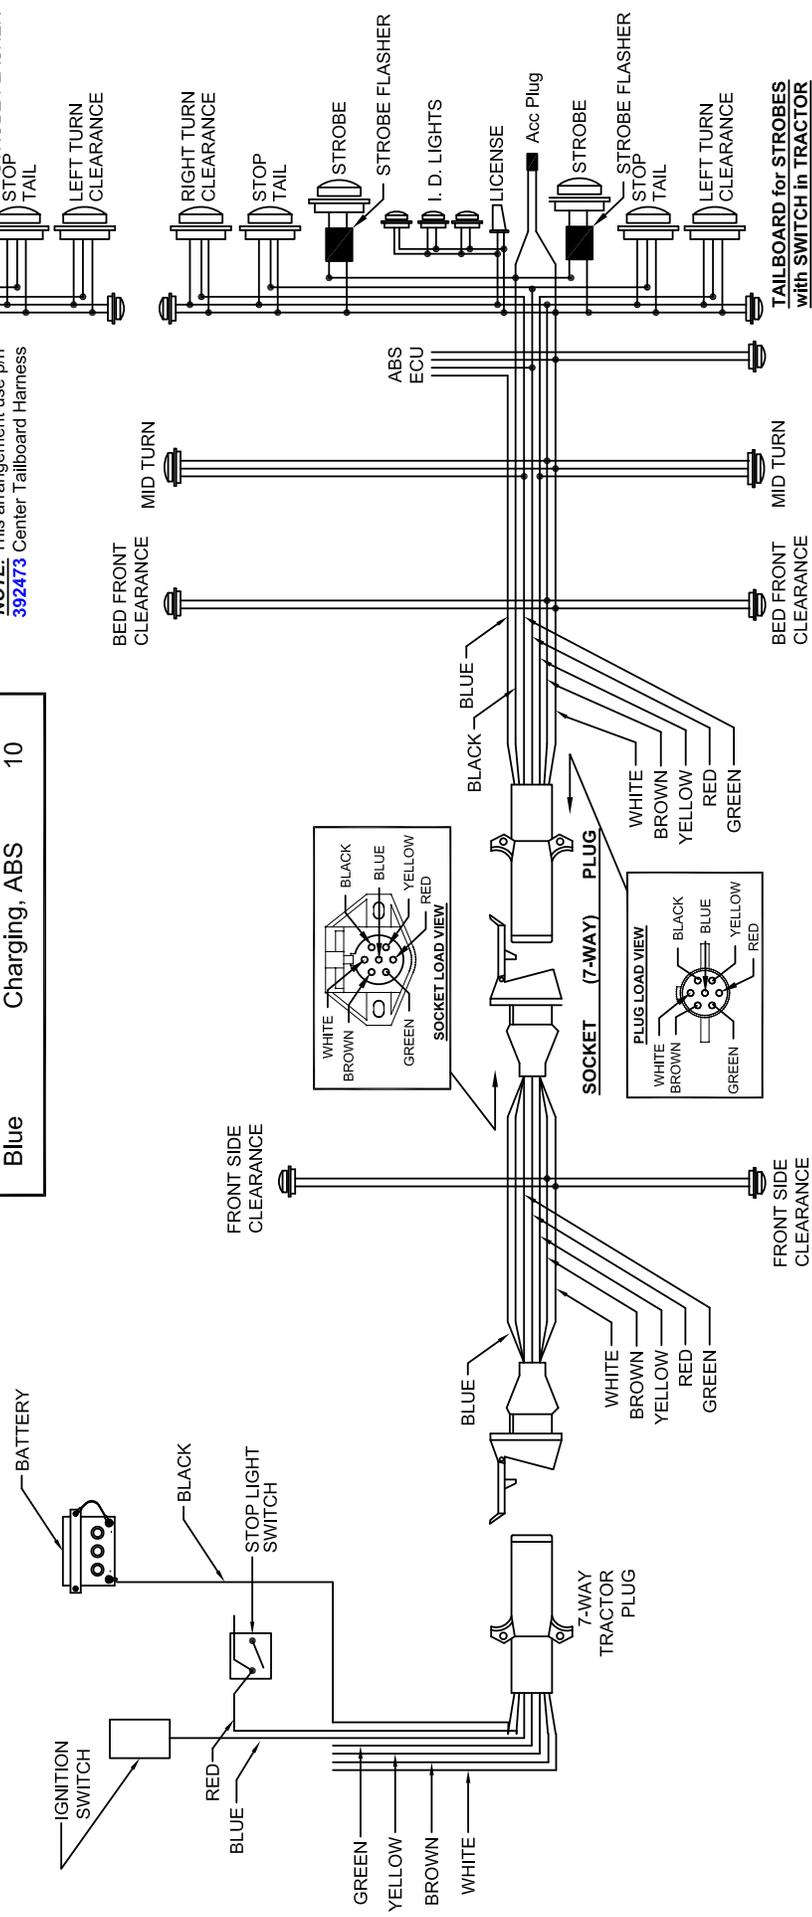 STOP
TAIL
LEFT TURN
CLEARANCE
RIGHT TURN
CLEARANCE
STOP
TAIL
STROBE
STROBE FLASHER
I. D. LIGHTS
LICENSE
Acc Plug
STROBE
STROBE FLASHER
STOP
TAIL
LEFT TURN
CLEARANCE
TAILBOARD for STROBES
with SWITCH in TRACTOR
NOTE: This arrangement use p/n
392473 Center Tailboard Harness
ABS
ECU
MID TURN
MID TURN
BED FRONT
CLEARANCE
BED FRONT
CLEARANCE
BLUE
BLACK
WHITE
BROWN
YELLOW
RED
GREEN
Blue Charging, ABS 10
WHITE
BROWN
BLACK
BLUE
YELLOW
RED
GREEN
SOCKET LOAD VIEW
SOCKET (7-WAY) PLUG
PLUG LOAD VIEW
WHITE
BROWN
BLACK
BLUE
YELLOW
RED
GREEN
FRONT SIDE
CLEARANCE
FRONT SIDE
CLEARANCE
BLUE
WHITE
BROWN
YELLOW
RED
GREEN
BATTERY
BLACK
STOP LIGHT
SWITCH
7-WAY
TRACTOR
PLUG
IGNITION
SWITCH
RED
BLUE
GREEN
YELLOW
BROWN
WHITE